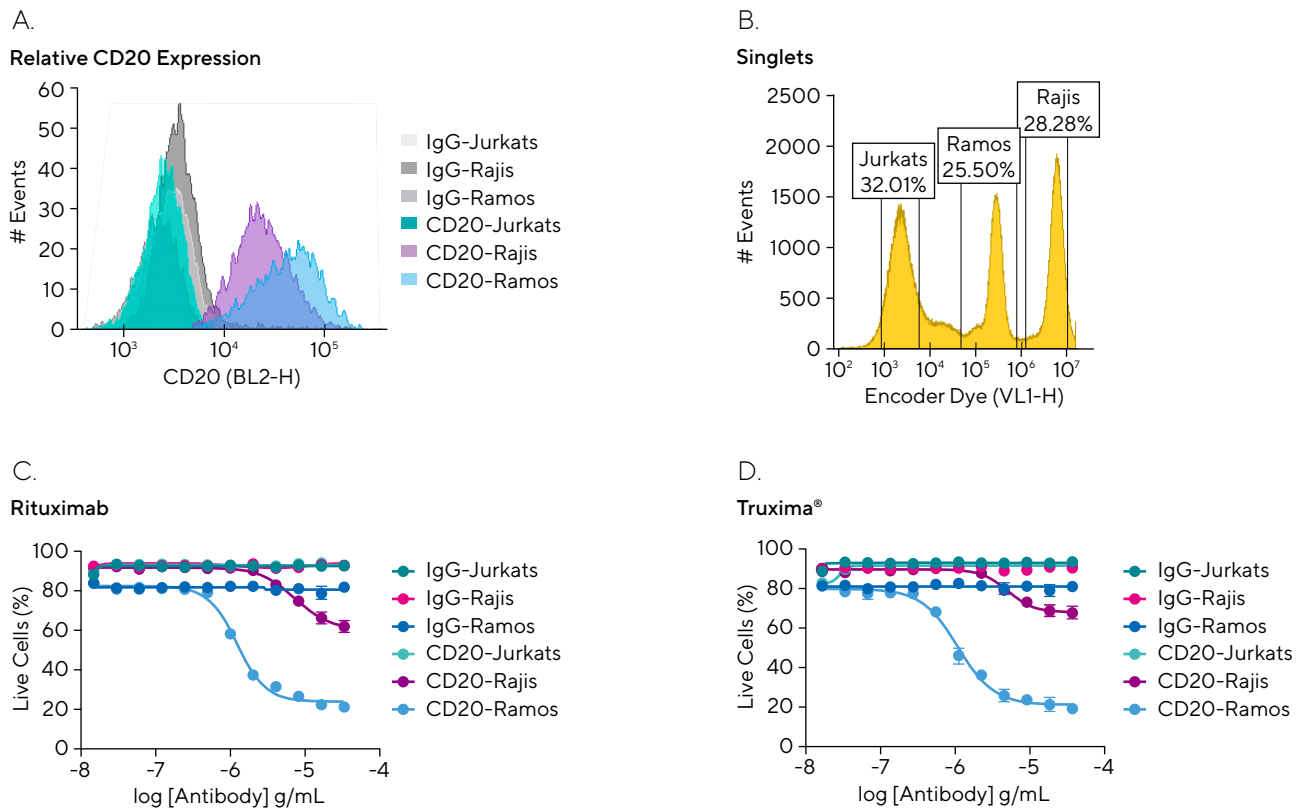 A.
Relative CD20 Expression
# Events
60
50
40
30
20
10
0
10³
10⁴
10⁵
CD20 (BL2-H)
IgG-Jurkats
IgG-Rajis
IgG-Ramos
CD20-Jurkats
CD20-Rajis
CD20-Ramos
B.
Singlets
# Events
2500
2000
1500
1000
500
0
Jurkats
32.01%
Ramos
25.50%
Rajis
28.28%
10²
10³
10⁴
10⁵
10⁶
10⁷
Encoder Dye (VL1-H)
C.
Rituximab
Live Cells (%)
100
80
60
40
20
0
-8
-7
-6
-5
-4
log [Antibody] g/mL
IgG-Jurkats
IgG-Rajis
IgG-Ramos
CD20-Jurkats
CD20-Rajis
CD20-Ramos
D.
Truxima®
Live Cells (%)
100
80
60
40
20
0
-8
-7
-6
-5
-4
log [Antibody] g/mL
IgG-Jurkats
IgG-Rajis
IgG-Ramos
CD20-Jurkats
CD20-Rajis
CD20-Ramos